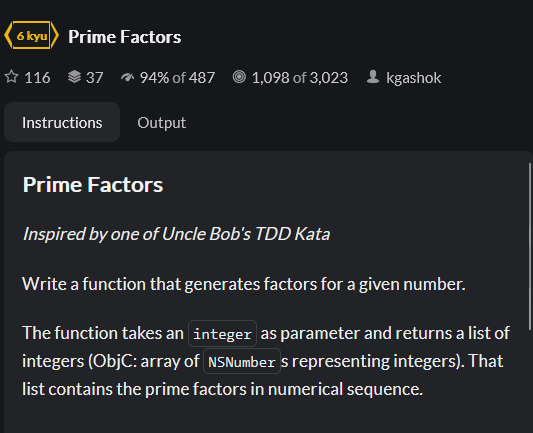 6 kyu Prime Factors
116 37 94% of 487 1,098 of 3,023 kgashok
Instructions Output
Prime Factors
Inspired by one of Uncle Bob's TDD Kata
Write a function that generates factors for a given number.
The function takes an integer as parameter and returns a list of
integers (ObjC: array of NSNumbers representing integers). That
list contains the prime factors in numerical sequence.